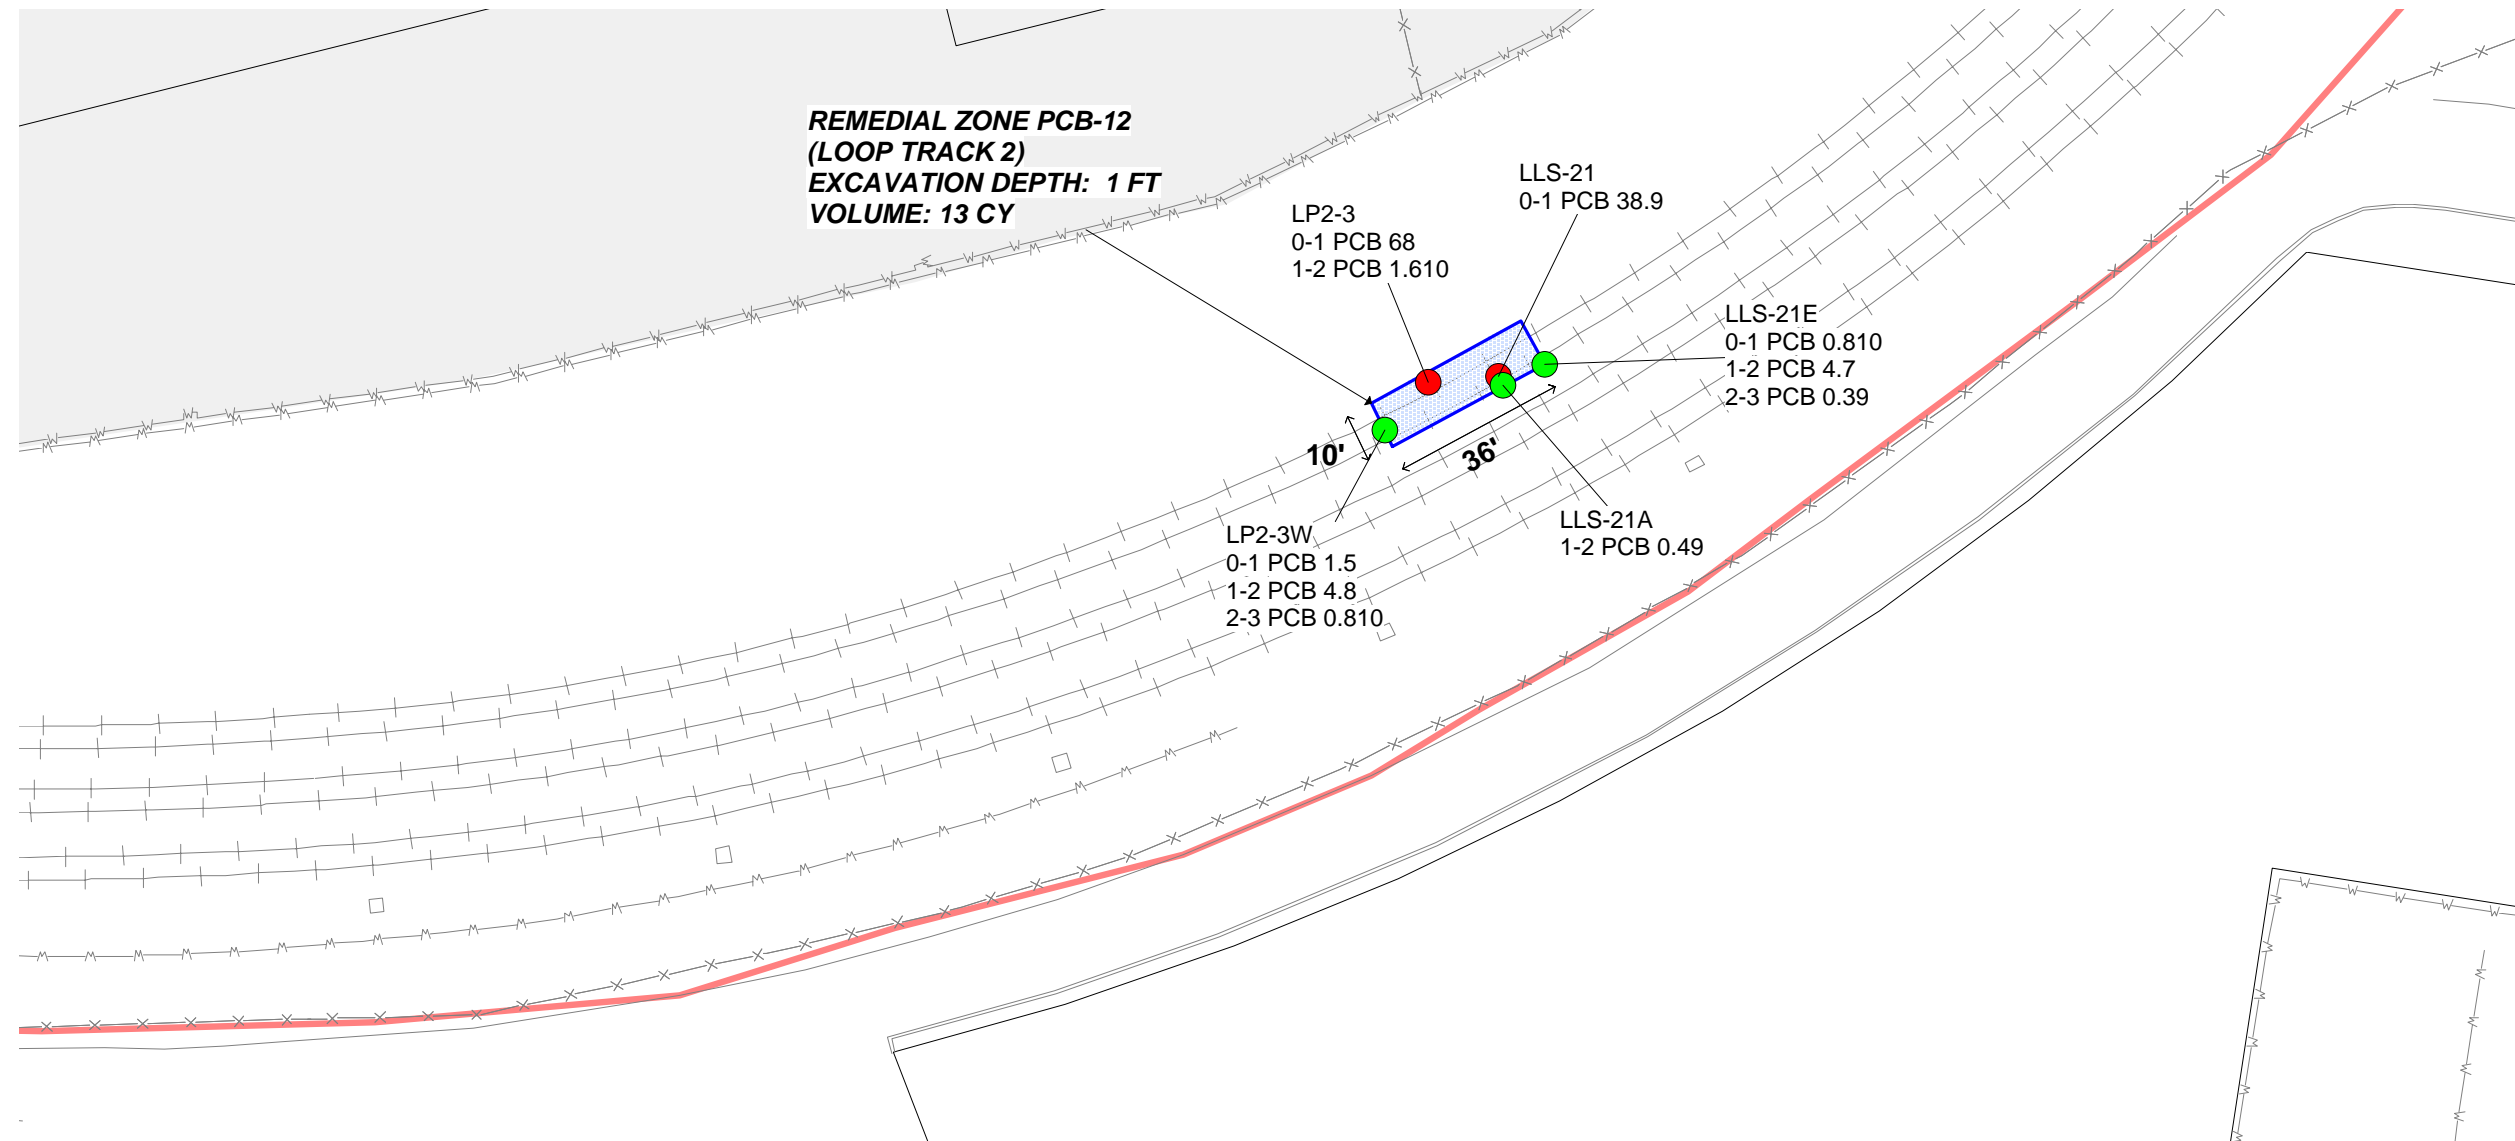 REMEDIAL ZONE PCB-12
(LOOP TRACK 2)
EXCAVATION DEPTH:  1 FT
VOLUME: 13 CY
LP2-3
0-1 PCB 68
1-2 PCB 1.610
LLS-21
0-1 PCB 38.9
LLS-21E
0-1 PCB 0.810
1-2 PCB 4.7
2-3 PCB 0.39
10'
36'
LP2-3W
0-1 PCB 1.5
1-2 PCB 4.8
2-3 PCB 0.810
LLS-21A
1-2 PCB 0.49